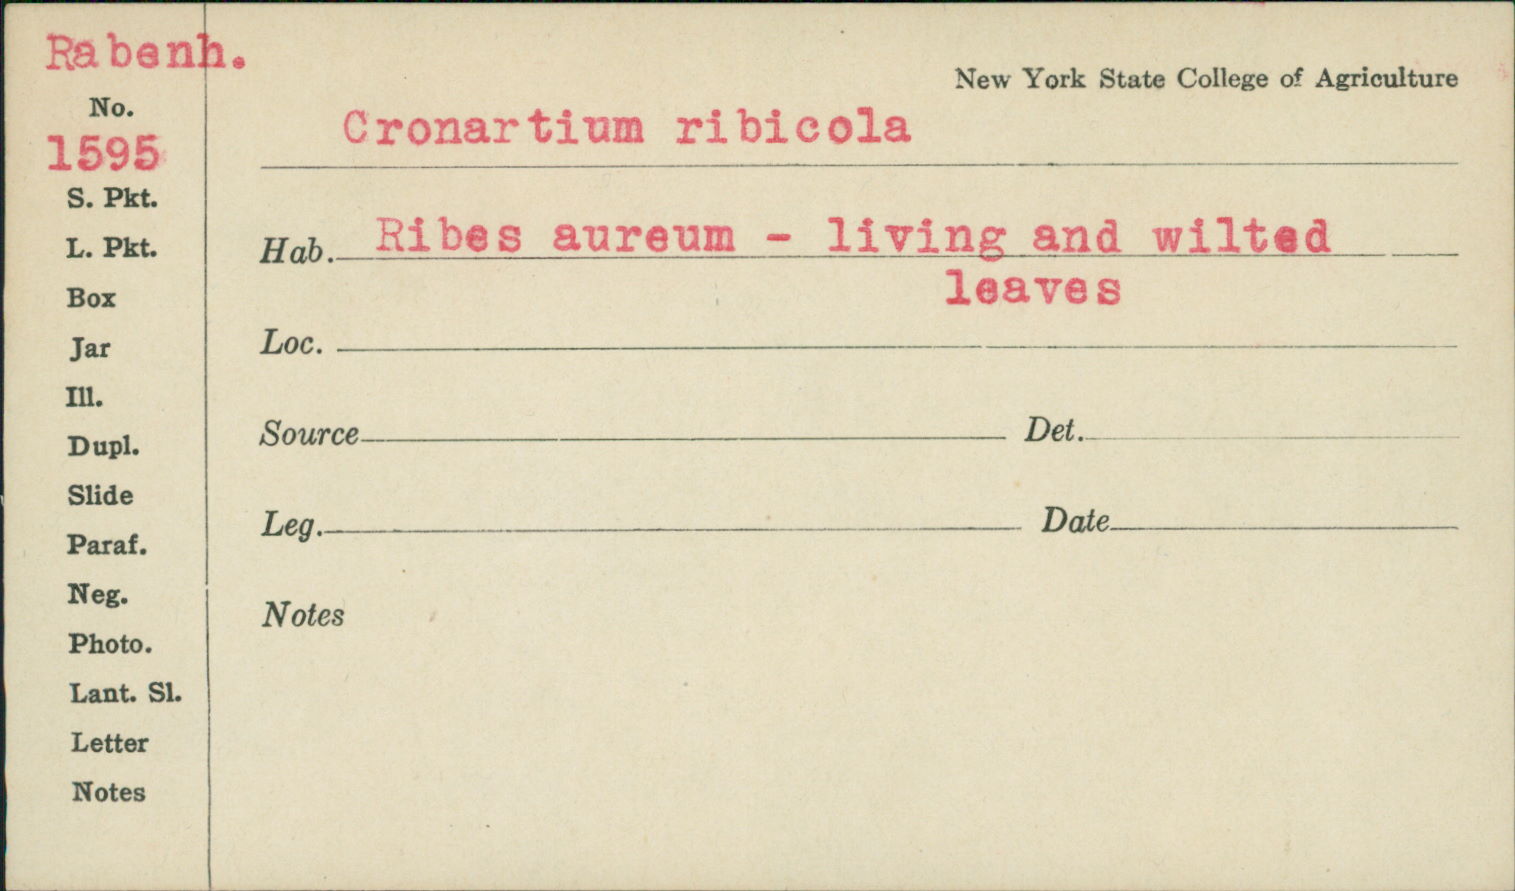 Rabenh.
New York State College of Agriculture
No.
1595
Cronartium ribicola
S. Pkt.
L. Pkt.
Hab. Ribes aureum - living and wilted
leaves
Box
Jar
Loc.
Ill.
Dupl.
Source Det.
Slide
Leg. Date
Paraf.
Neg.
Notes
Photo.
Lant. Sl.
Letter
Notes